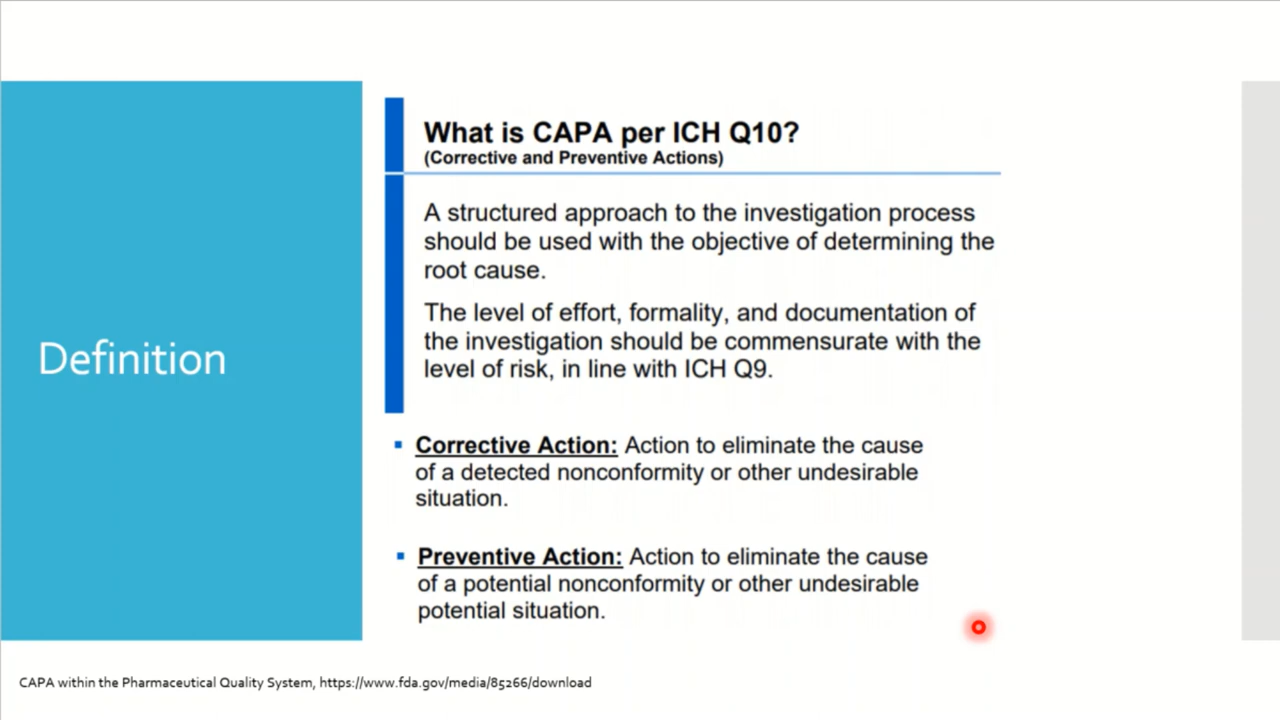 Definition
What is CAPA per ICH Q10?
(Corrective and Preventive Actions)
A structured approach to the investigation process
should be used with the objective of determining the
root cause.
The level of effort, formality, and documentation of
the investigation should be commensurate with the
level of risk, in line with ICH Q9.
▪ Corrective Action: Action to eliminate the cause
of a detected nonconformity or other undesirable
situation.
▪ Preventive Action: Action to eliminate the cause
of a potential nonconformity or other undesirable
potential situation.
CAPA within the Pharmaceutical Quality System, https://www.fda.gov/media/85266/download